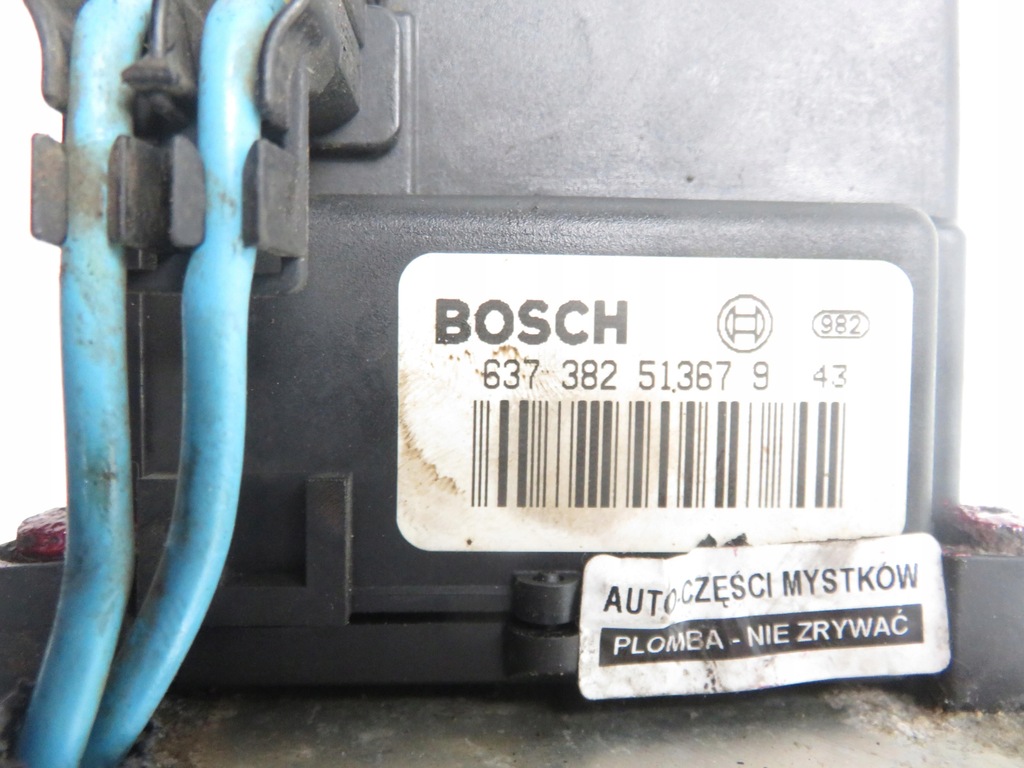 BOSCH 982
637 382 51367 9 43
AUTO-CZĘŚCI MYSTKÓW
PLOMBA - NIE ZRYWAĆ